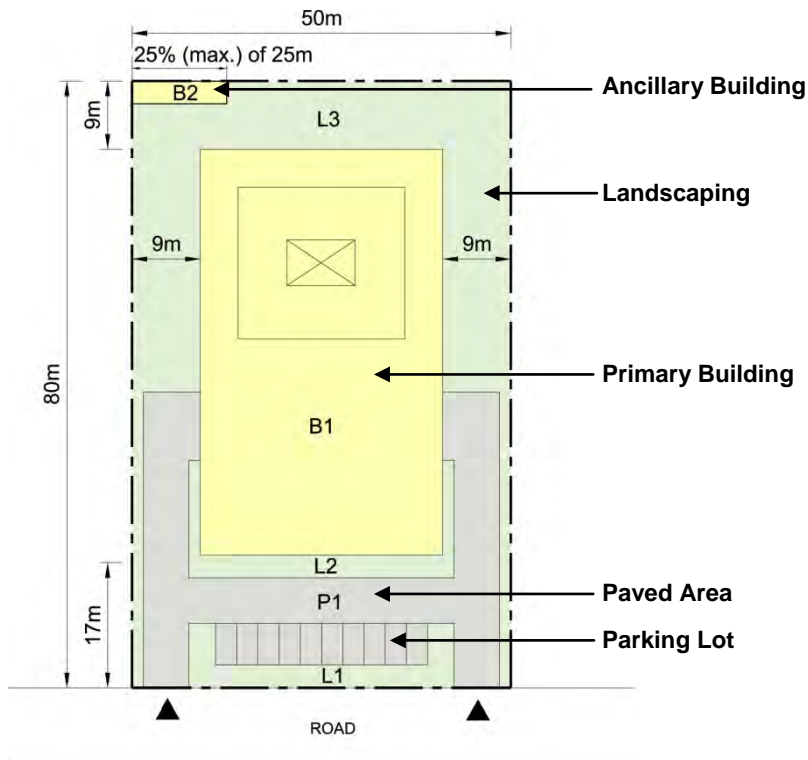 50m
25% (max.) of 25m
B2
Ancillary Building
9m
L3
Landscaping
9m
9m
80m
Primary Building
B1
L2
17m
P1
Paved Area
Parking Lot
L1
ROAD